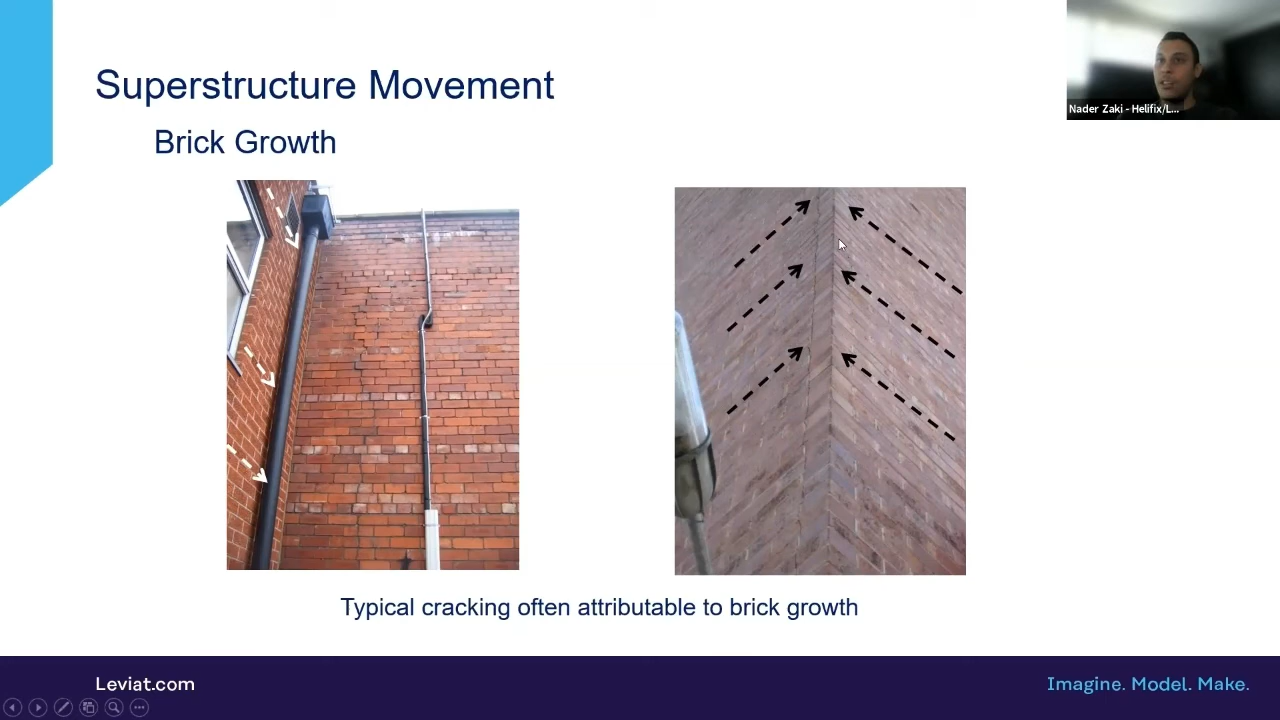 Superstructure Movement
Brick Growth
Nader Zaki - Helifix/L...
Typical cracking often attributable to brick growth
Leviat.com
Imagine. Model. Make.